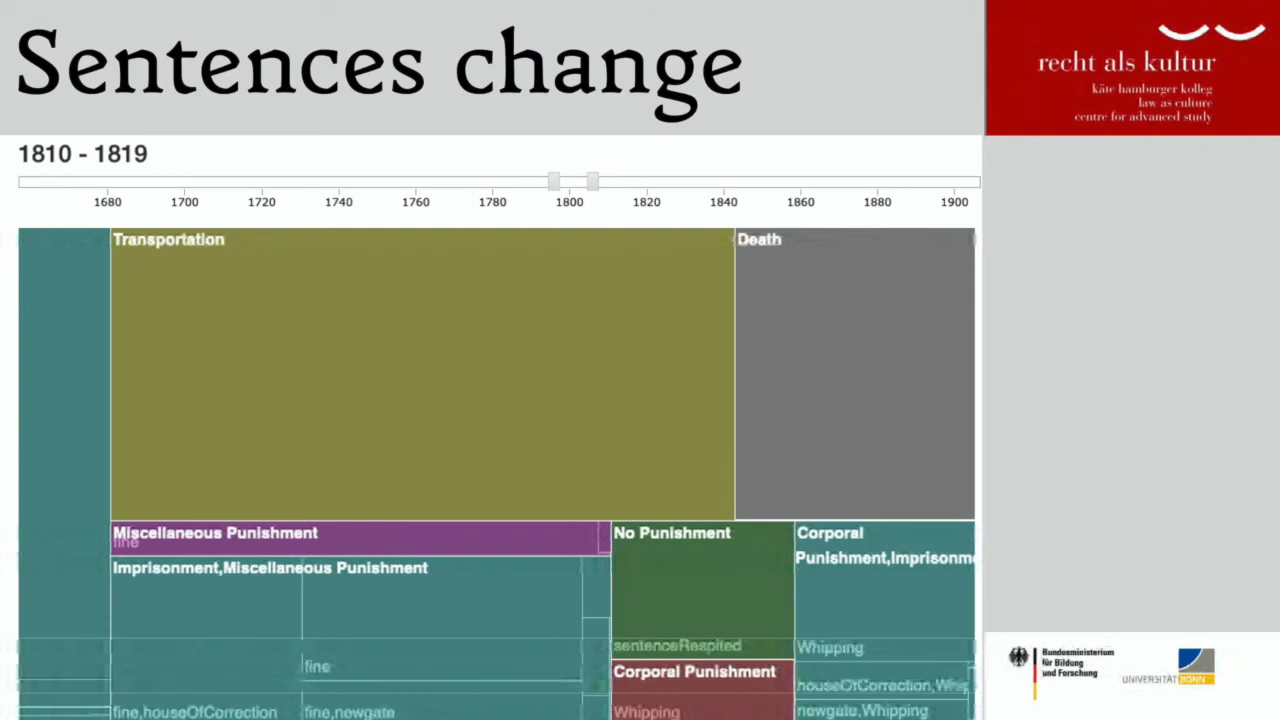 Sentences change
recht als kultur
käte hamburger kolleg
law as culture
centre for advanced study
1810 - 1819
1680 1700 1720 1740 1760 1780 1800 1820 1840 1860 1880 1900
Transportation
Death
Miscellaneous Punishment
fine
No Punishment
Corporal
Punishment,Imprisonme
Imprisonment,Miscellaneous Punishment
sentenceRespited
Whipping
fine
Corporal Punishment
houseOfCorrection,Whip
fine,houseOfCorrection
fine,newgate
Whipping
newgate,Whipping
Bundesministerium
für Bildung
und Forschung
UNIVERSITÄT BONN